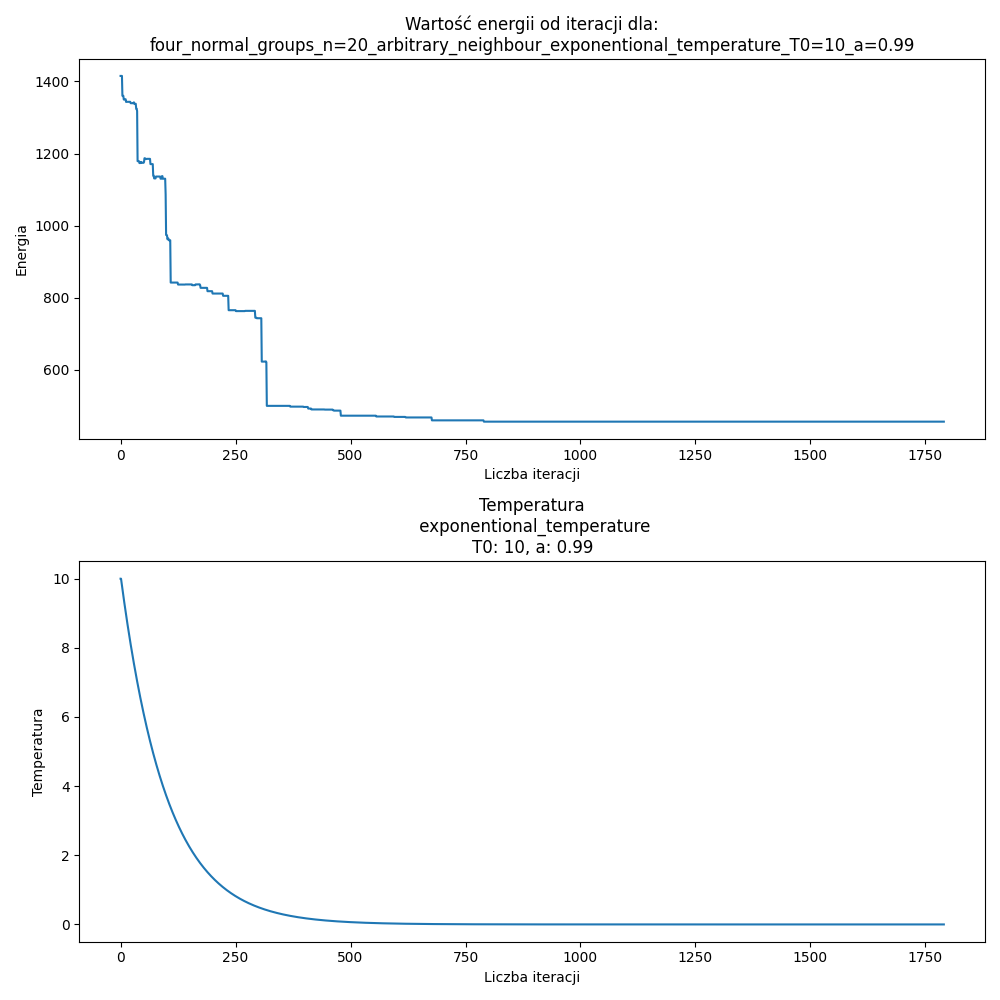 Wartość energii od iteracji dla:
four_normal_groups_n=20_arbitrary_neighbour_exponentional_temperature_T0=10_a=0.99
1400
1200
1000
800
600
Energia
0 250 500 750 1000 1250 1500 1750
Liczba iteracji
Temperatura
exponentional_temperature
T0: 10, a: 0.99
10
8
6
4
2
0
Temperatura
0 250 500 750 1000 1250 1500 1750
Liczba iteracji